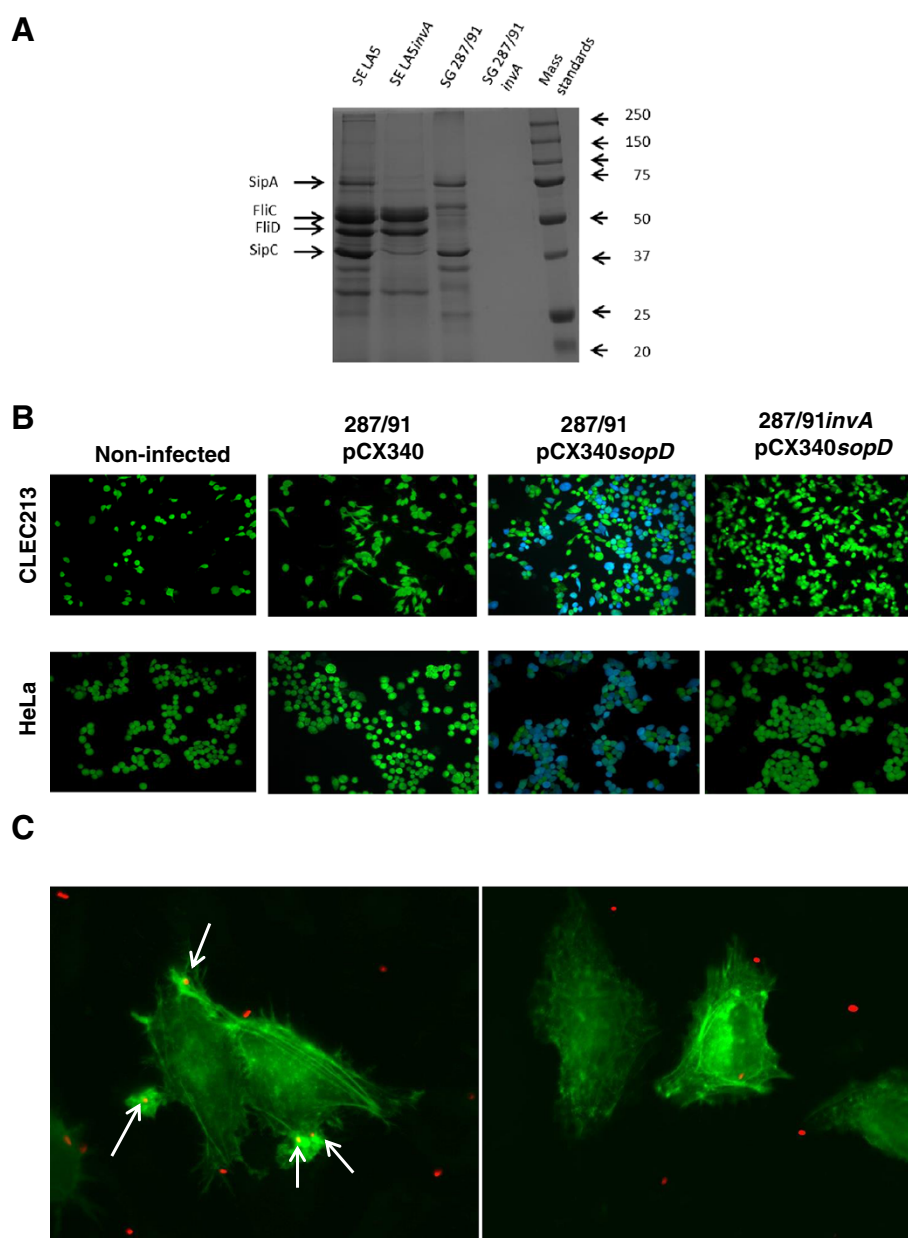 A
SE LA5
SE LA5invA
SG 287/91
SG 287/91
invA
Mass
standards
250
150
75
50
37
25
20
SipA
FliC
FliD
SipC
B
Non-infected
287/91
pCX340
287/91
pCX340sopD
287/91invA
pCX340sopD
CLEC213
HeLa
C